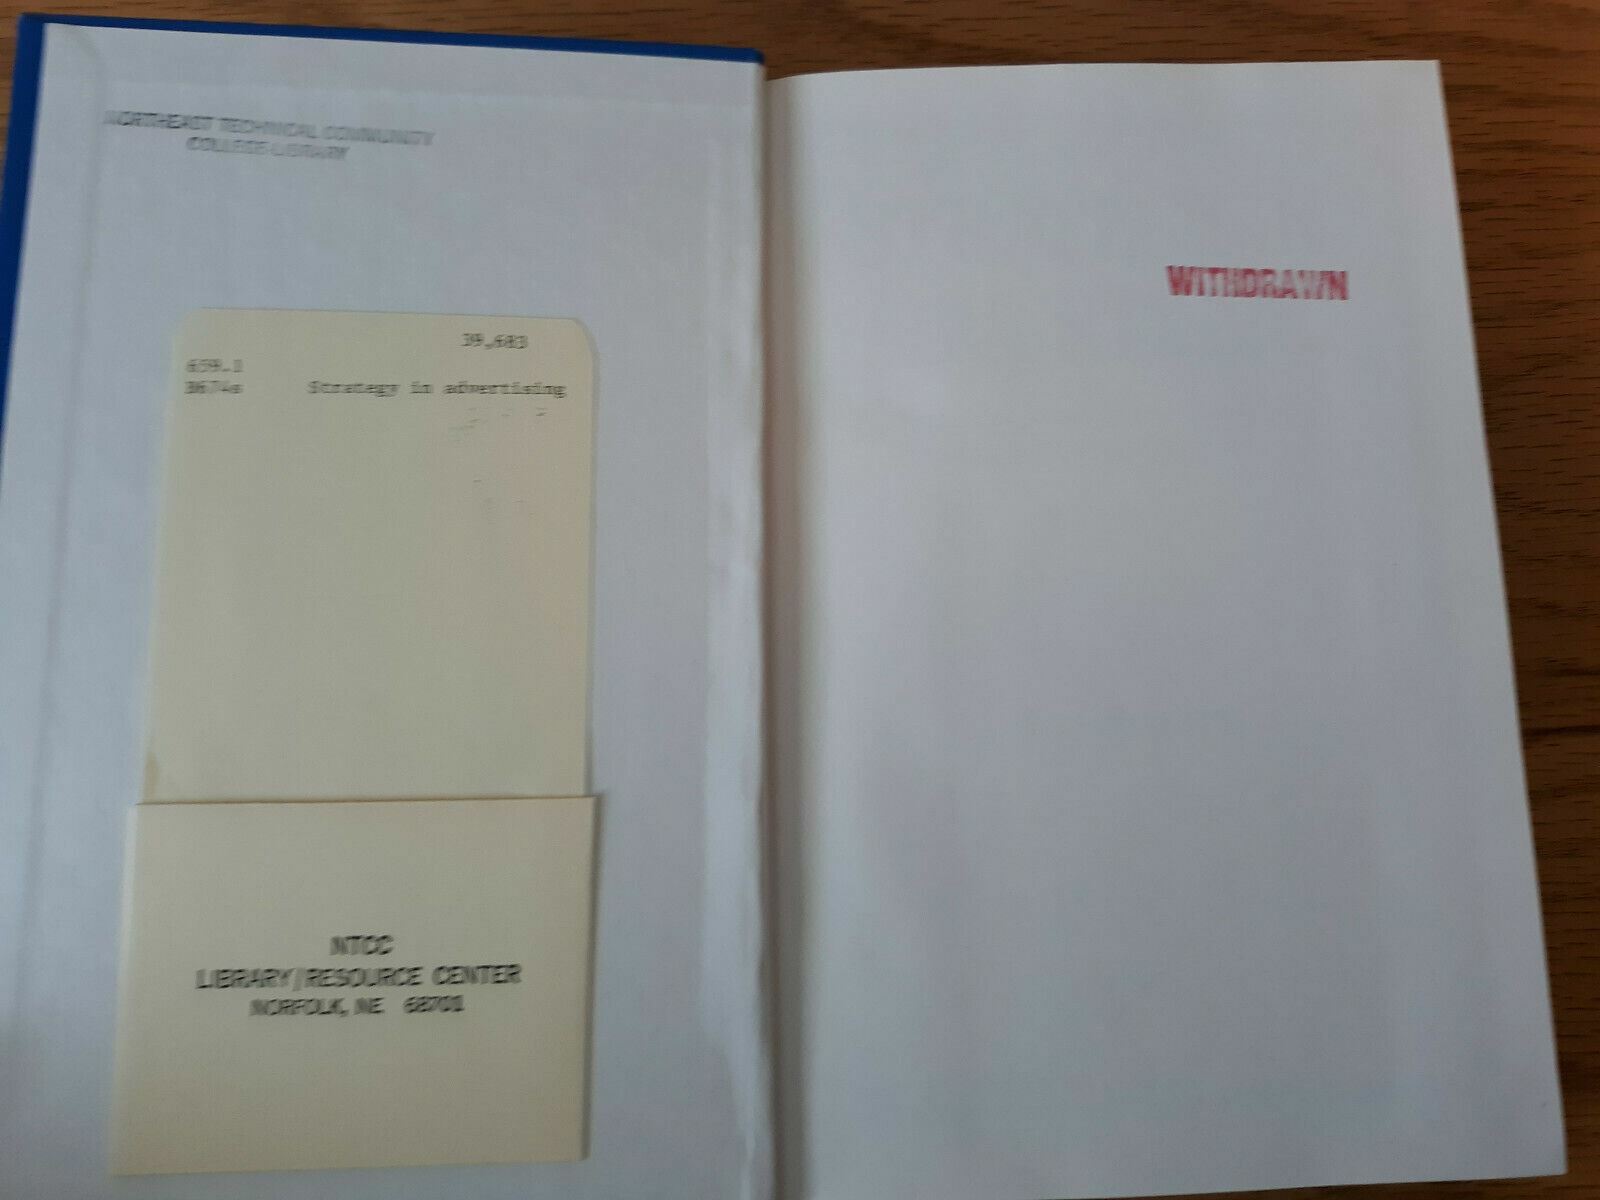 NORTHEAST TECHNICAL COMMUNITY
COLLEGE LIBRARY
39,683
659.1
B674s Strategy in advertising
NTCC
LIBRARY/RESOURCE CENTER
NORFOLK, NE 68701
WITHDRAWN